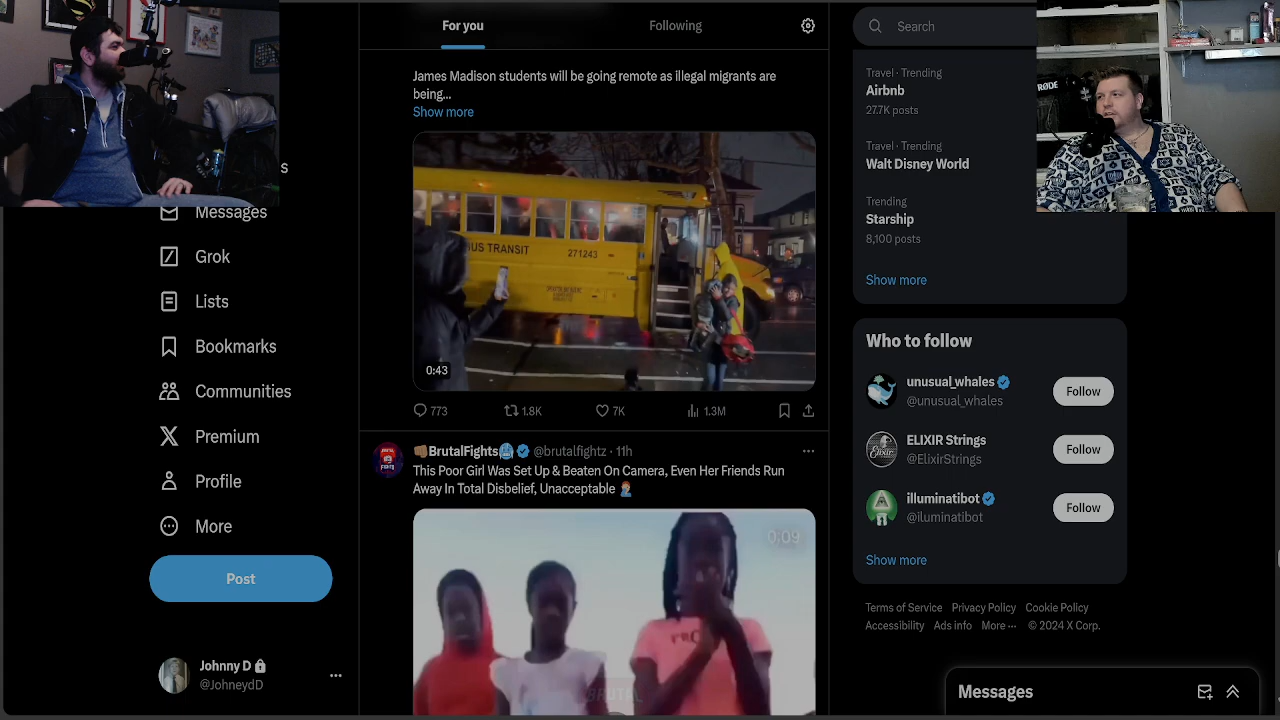 For you
Following
Search
James Madison students will be going remote as illegal migrants are
being...
Show more
US TRANSIT
271243
0:43
773
1.8K
7K
1.3M
BrutalFights
@brutalfightz · 11h
This Poor Girl Was Set Up & Beaten On Camera, Even Her Friends Run
Away In Total Disbelief, Unacceptable
0:09
BRUTAL
s
Messages
Grok
Lists
Bookmarks
Communities
Premium
Profile
More
Post
Johnny D
@JohneydD
Travel · Trending
Airbnb
27.7K posts
Travel · Trending
Walt Disney World
Trending
Starship
8,100 posts
Show more
Who to follow
unusual_whales
@unusual_whales
Follow
ELIXIR Strings
@ElixirStrings
Follow
illuminatibot
@iluminatibot
Follow
Show more
Terms of Service Privacy Policy Cookie Policy
Accessibility Ads info More ··· © 2024 X Corp.
Messages
RØDE